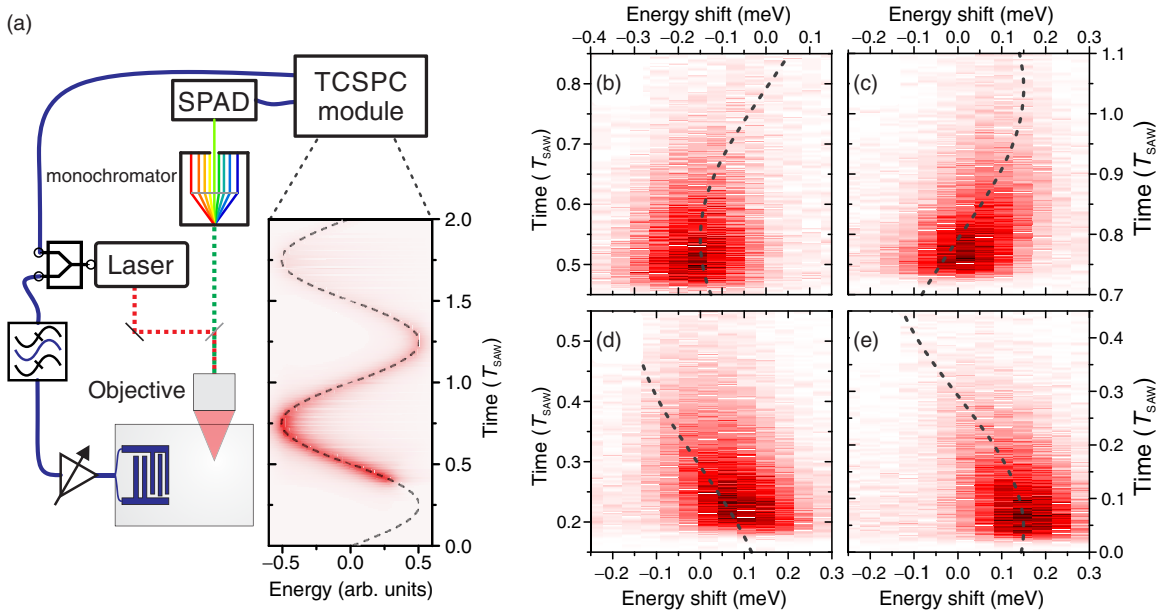 (a)
SPAD
TCSPC
module
monochromator
Laser
Objective
2.0
1.5
1.0
0.5
0.0
Time (T_SAW)
−0.5 0.0 0.5
Energy (arb. units)
Energy shift (meV)
−0.4 −0.3 −0.2 −0.1 0.0 0.1
(b)
0.8
0.7
0.6
0.5
Time (T_SAW)
Energy shift (meV)
−0.2 −0.1 0.0 0.1 0.2 0.3
(c)
1.1
1.0
0.9
0.8
0.7
Time (T_SAW)
(d)
0.5
0.4
0.3
0.2
Time (T_SAW)
−0.2 −0.1 0.0 0.1 0.2 0.3
Energy shift (meV)
(e)
0.4
0.3
0.2
0.1
0.0
Time (T_SAW)
−0.2 −0.1 0.0 0.1 0.2 0.3
Energy shift (meV)